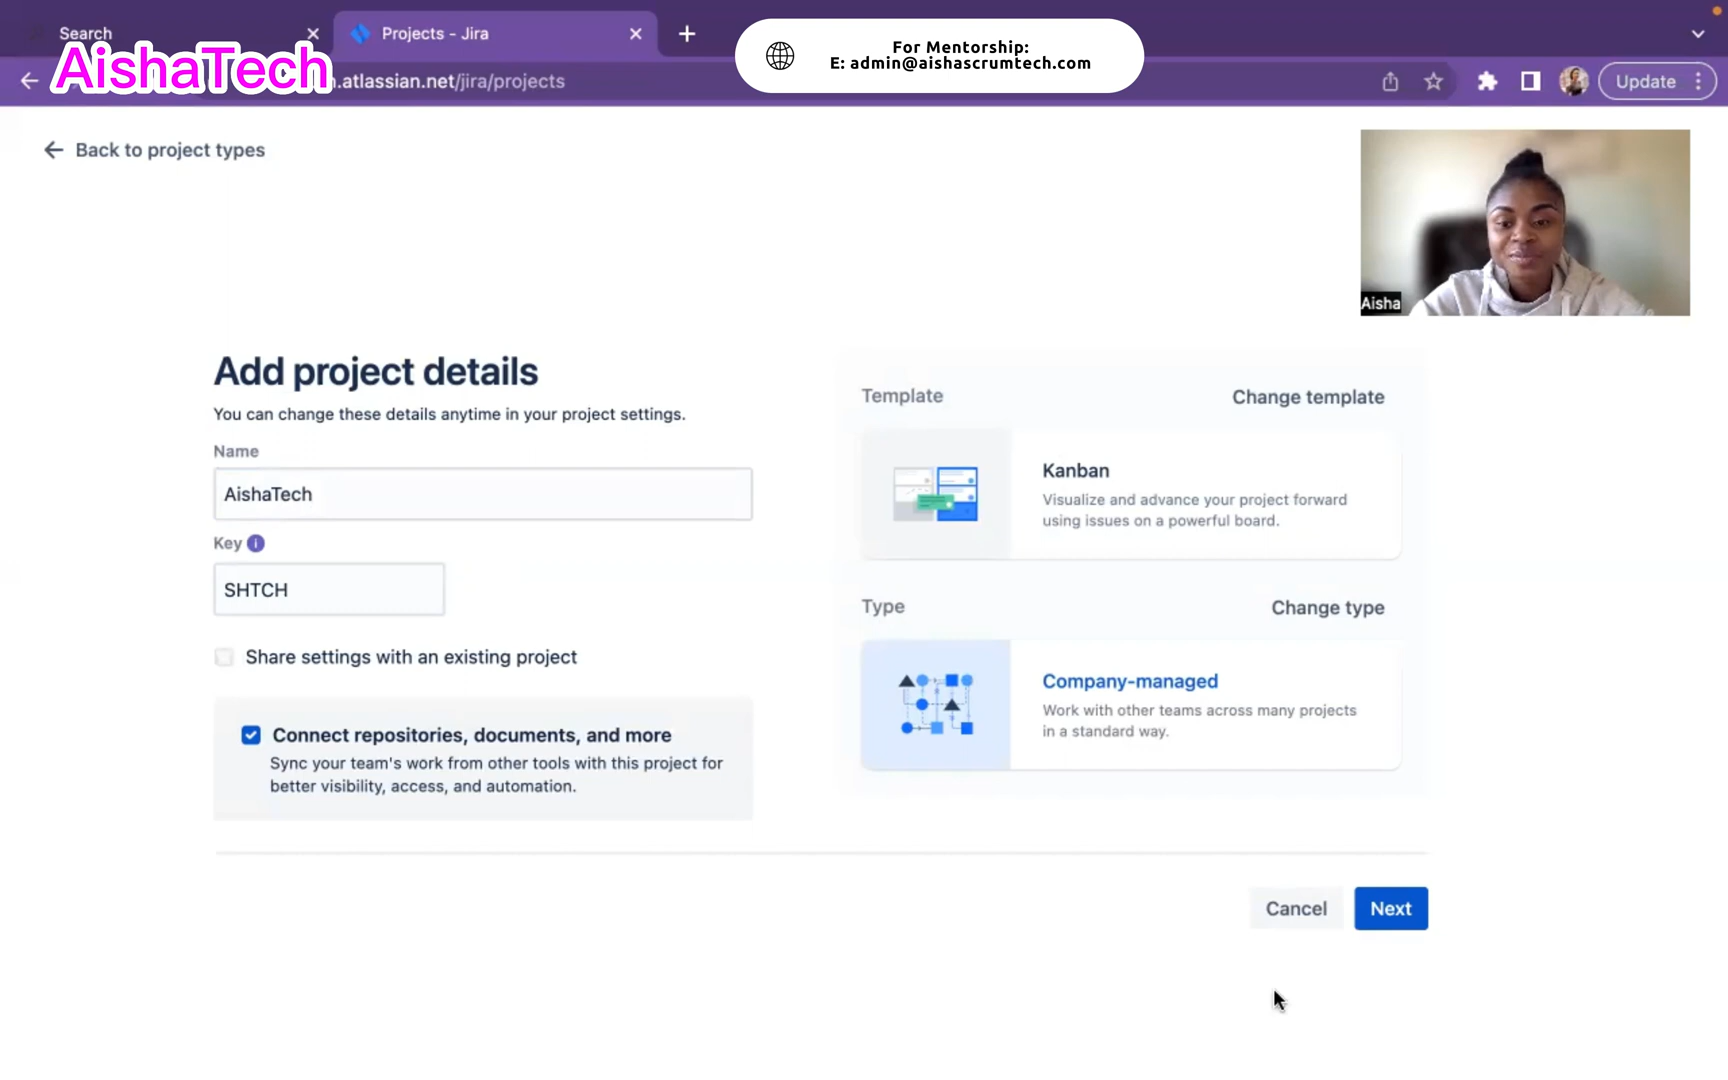 Search
Projects - Jira
AishaTech
.atlassian.net/jira/projects
For Mentorship:
E: admin@aishascrumtech.com
Update
Back to project types
Aisha
Add project details
You can change these details anytime in your project settings.
Name
AishaTech
Key
SHTCH
Share settings with an existing project
Connect repositories, documents, and more
Sync your team's work from other tools with this project for
better visibility, access, and automation.
Template
Change template
Kanban
Visualize and advance your project forward
using issues on a powerful board.
Type
Change type
Company-managed
Work with other teams across many projects
in a standard way.
Cancel
Next